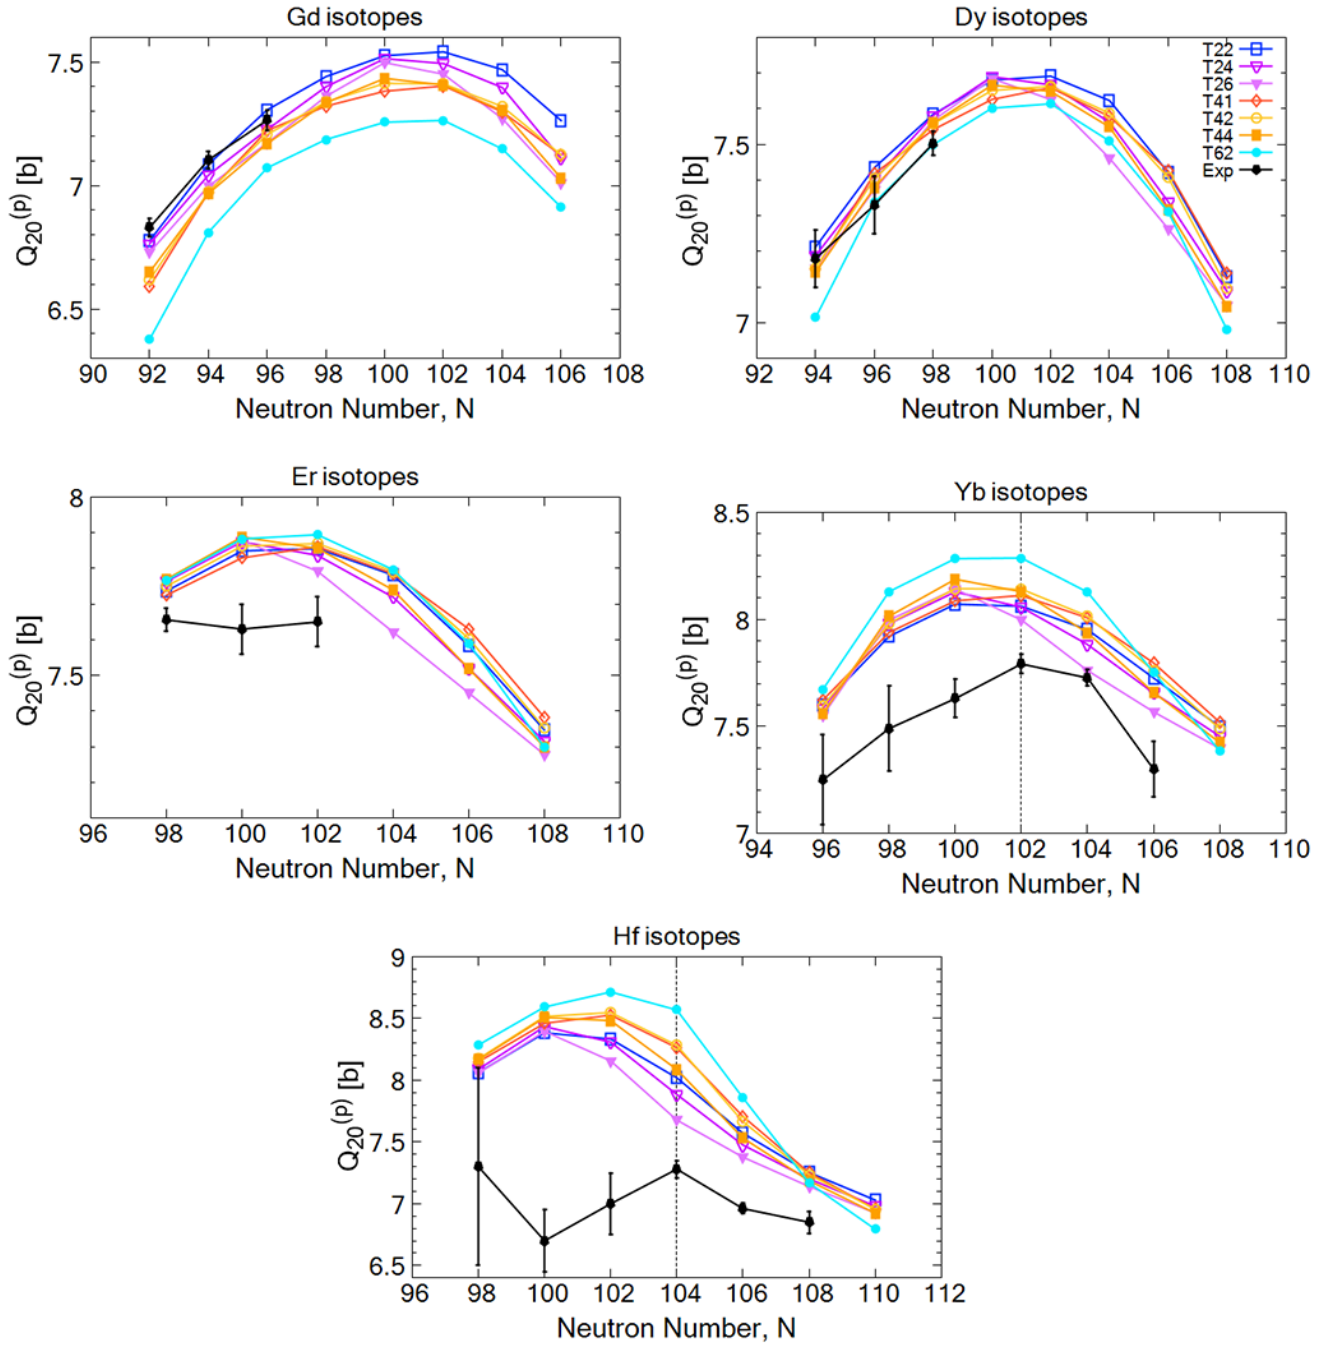 Gd isotopes
Q20(p) [b]
7.5
7
6.5
90 92 94 96 98 100 102 104 106 108
Neutron Number, N
Dy isotopes
T22
T24
T26
T41
T42
T44
T62
Exp
Q20(p) [b]
7.5
7
92 94 96 98 100 102 104 106 108 110
Neutron Number, N
Er isotopes
Q20(p) [b]
8
7.5
96 98 100 102 104 106 108 110
Neutron Number, N
Yb isotopes
Q20(p) [b]
8.5
8
7.5
7
94 96 98 100 102 104 106 108 110
Neutron Number, N
Hf isotopes
Q20(p) [b]
9
8.5
8
7.5
7
6.5
96 98 100 102 104 106 108 110 112
Neutron Number, N